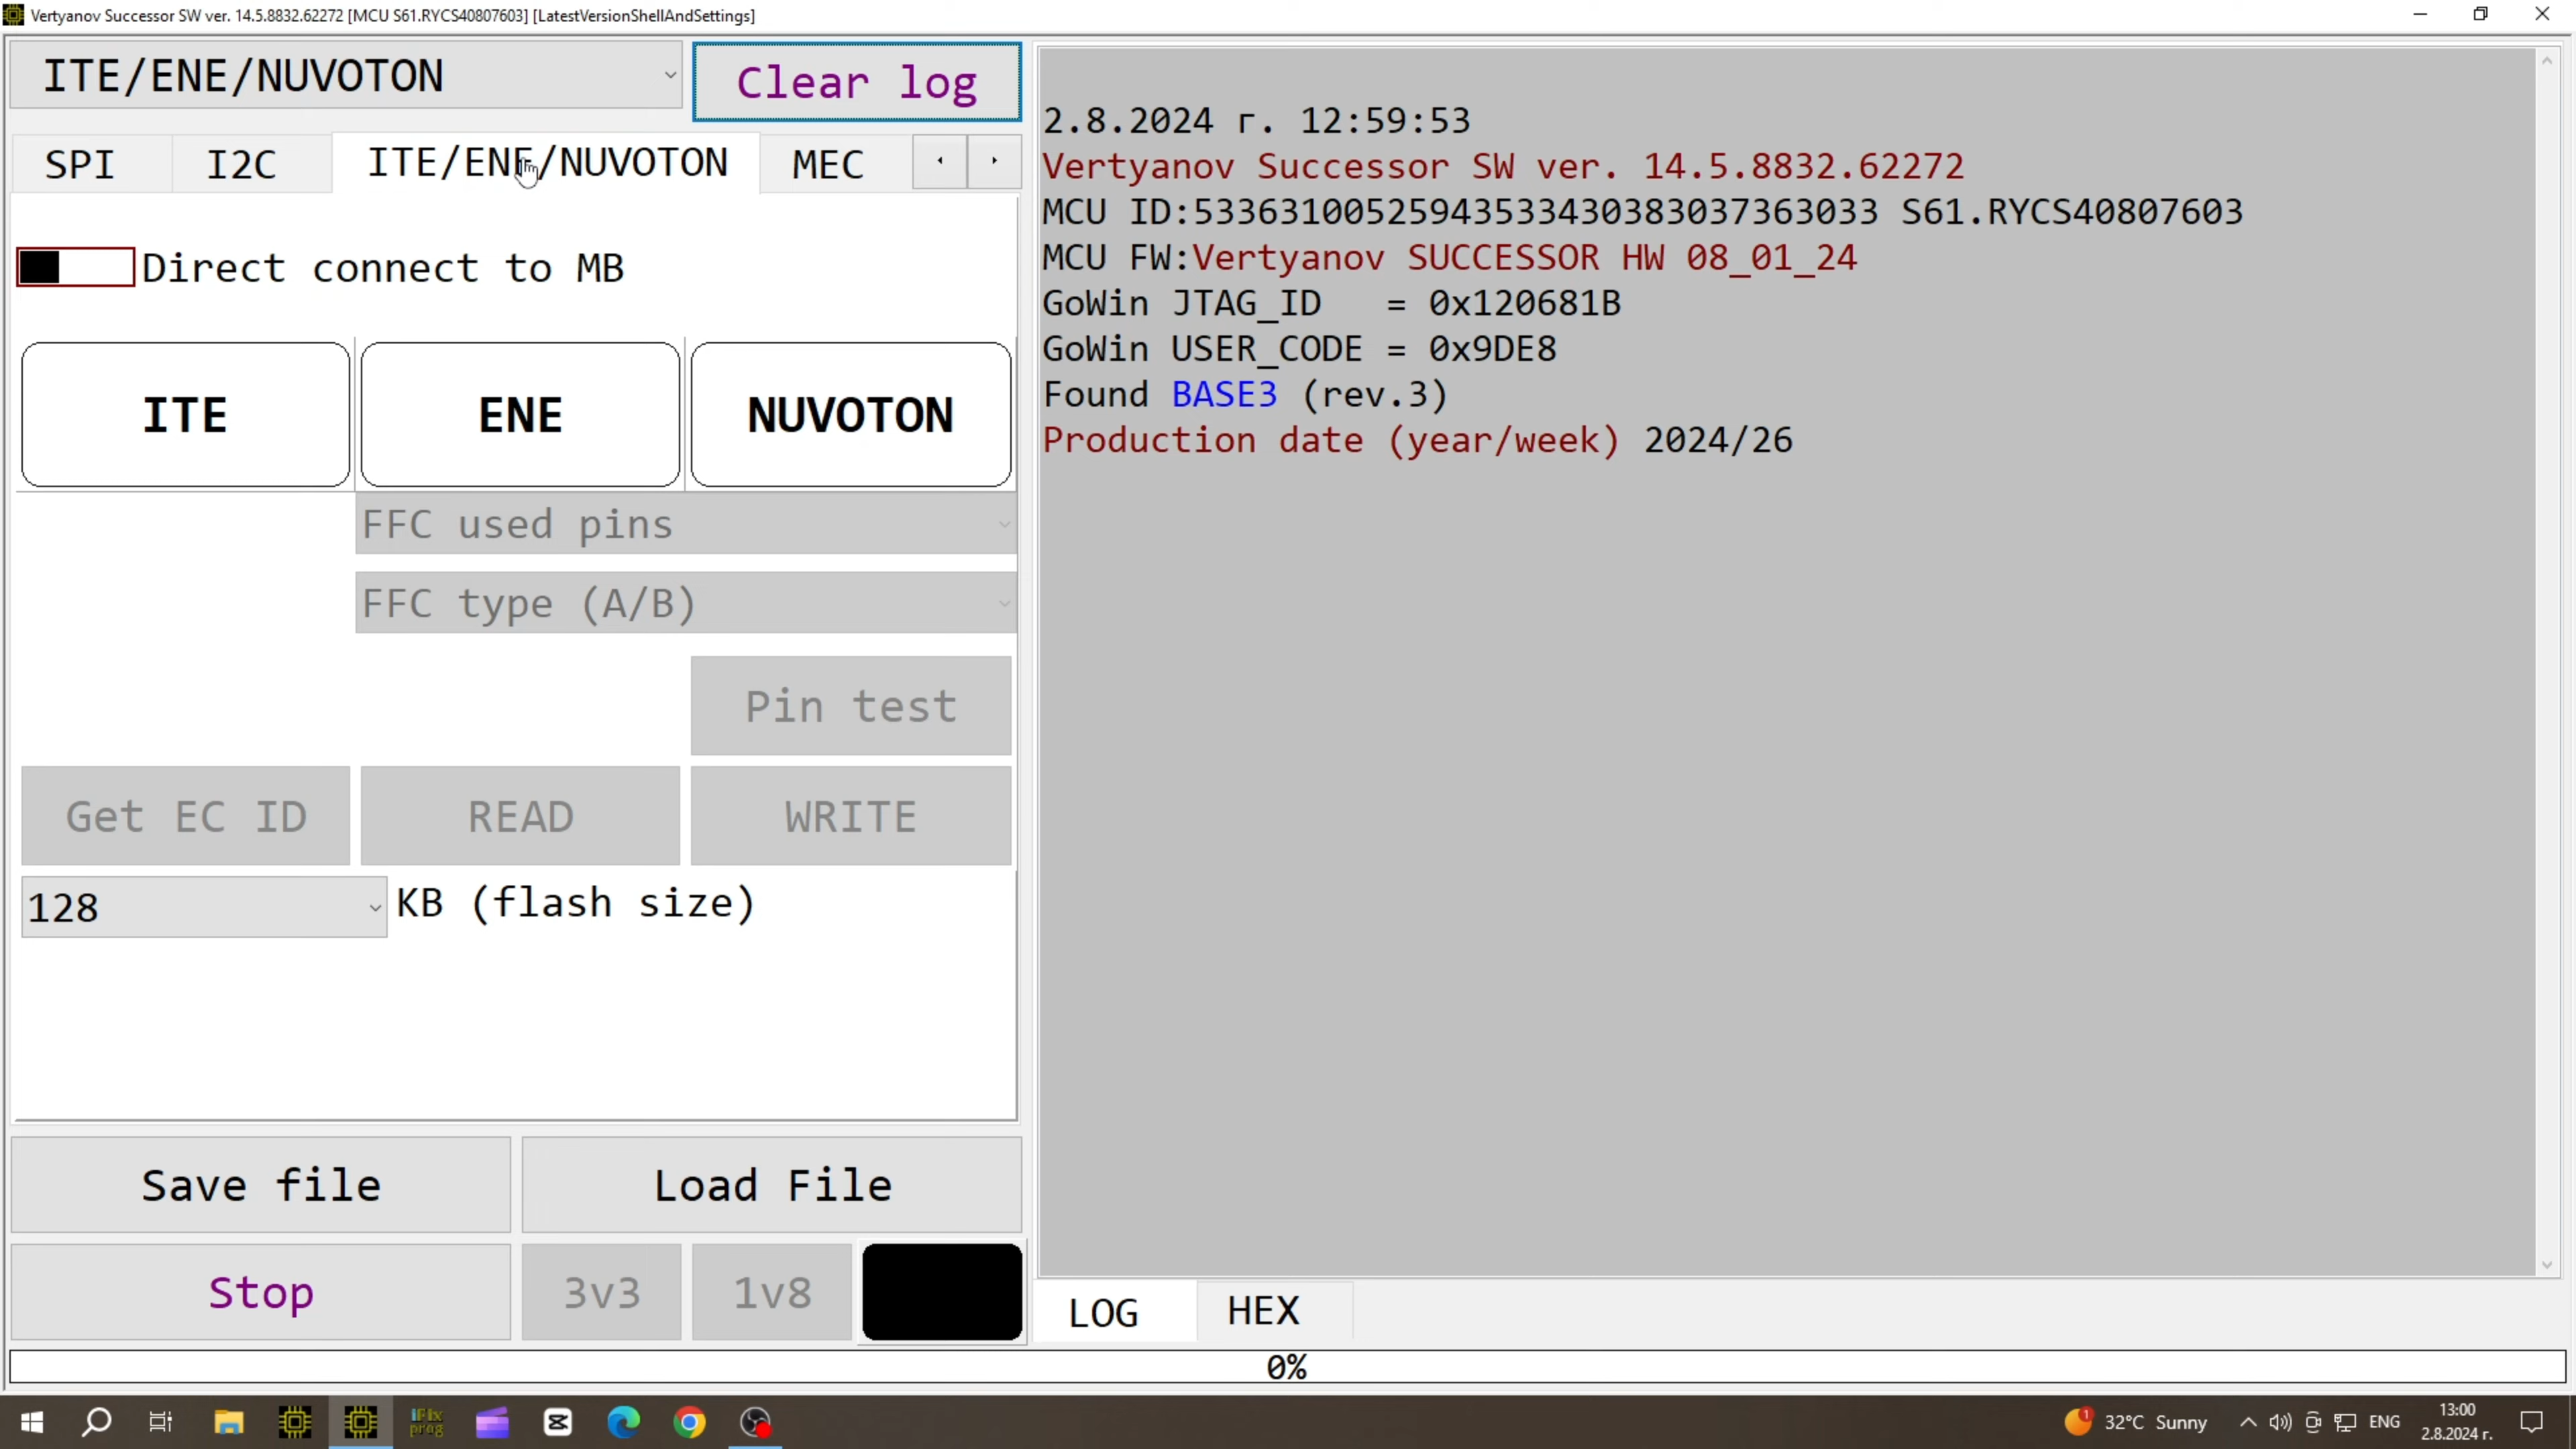 Vertyanov Successor SW ver. 14.5.8832.62272 [MCU S61.RYCS40807603] [LatestVersionShellAndSettings]
ITE/ENE/NUVOTON
Clear log
SPI I2C ITE/ENE/NUVOTON MEC
Direct connect to MB
ITE ENE NUVOTON
FFC used pins
FFC type (A/B)
Pin test
Get EC ID READ WRITE
128 KB (flash size)
Save file Load File
Stop 3v3 1v8
2.8.2024 г. 12:59:53
Vertyanov Successor SW ver. 14.5.8832.62272
MCU ID:533631005259435334430383037363033 S61.RYCS40807603
MCU FW:Vertyanov SUCCESSOR HW 08_01_24
GoWin JTAG_ID = 0x120681B
GoWin USER_CODE = 0x9DE8
Found BASE3 (rev.3)
Production date (year/week) 2024/26
LOG HEX
0%
iFix
prog
1
32°C Sunny
ENG
13:00
2.8.2024 г.